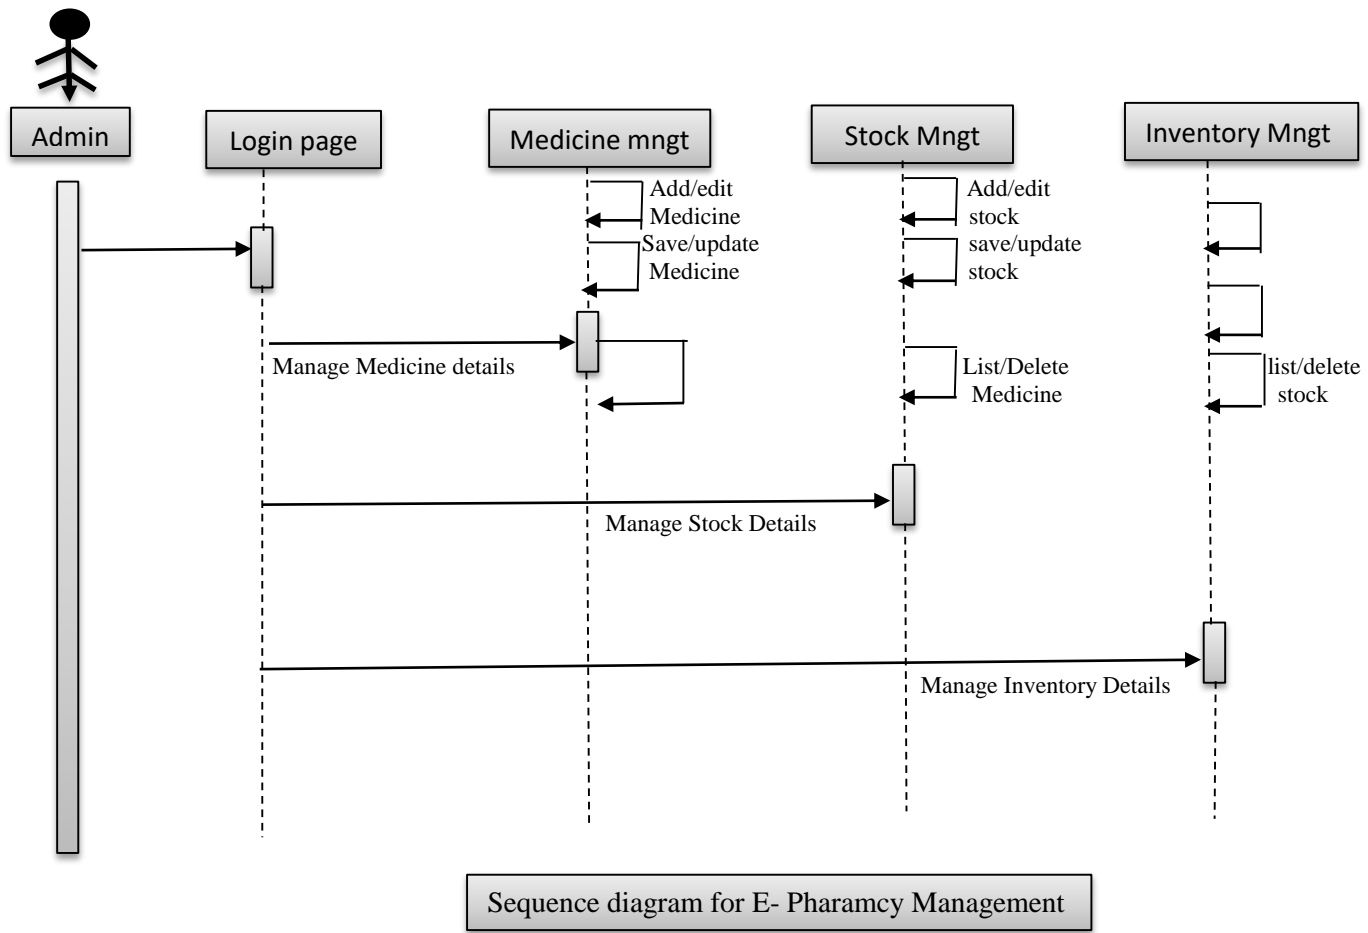 Admin
Login page
Medicine mngt
Stock Mngt
Inventory Mngt
Add/edit
Medicine
Save/update
Medicine
Add/edit
stock
save/update
stock
Manage Medicine details
List/Delete
Medicine
list/delete
stock
Manage Stock Details
Manage Inventory Details
Sequence diagram for E- Pharamcy Management